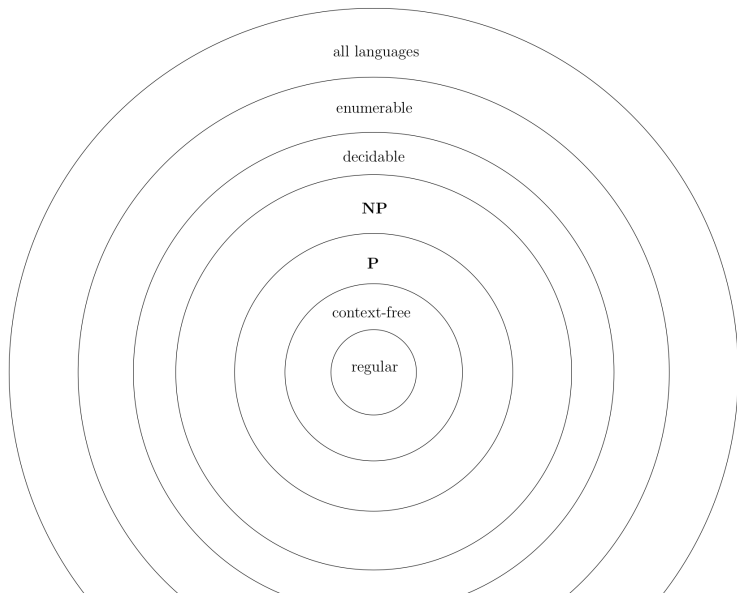 all languages
enumerable
decidable
NP
P
context-free
regular